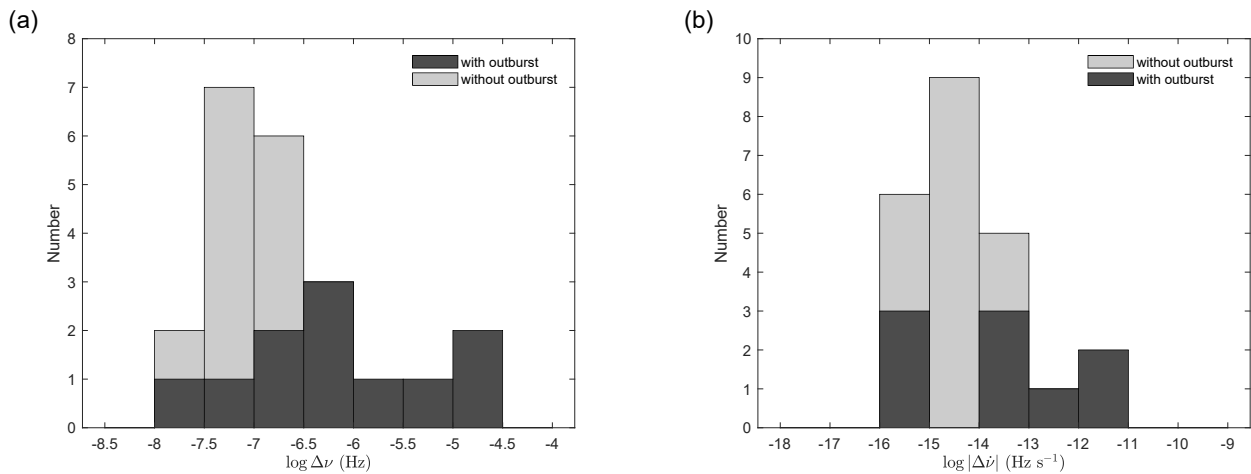 (a)
8
7
6
5
4
3
2
1
0
Number
with outburst
without outburst
-8.5 -8 -7.5 -7 -6.5 -6 -5.5 -5 -4.5 -4
log Δν (Hz)
(b)
10
9
8
7
6
5
4
3
2
1
0
Number
without outburst
with outburst
-18 -17 -16 -15 -14 -13 -12 -11 -10 -9
log |Δν̇| (Hz s⁻¹)